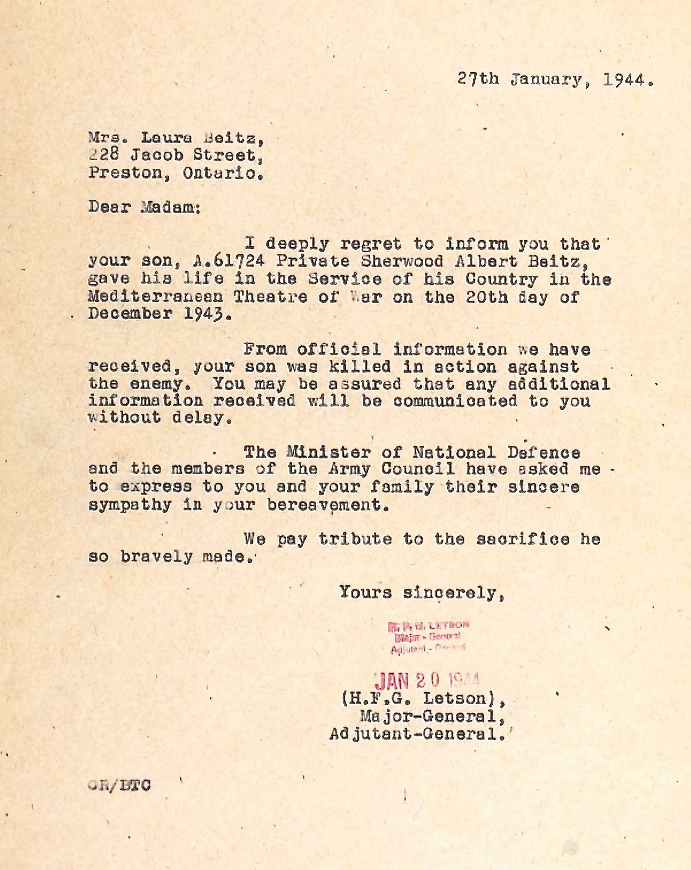 27th January, 1944.
Mrs. Laura Beitz,
228 Jacob Street,
Preston, Ontario.
Dear Madam:
I deeply regret to inform you that
your son, A.61724 Private Sherwood Albert Beitz,
gave his life in the Service of his Country in the
Mediterranean Theatre of War on the 20th day of
December 1943.
From official information we have
received, your son was killed in action against
the enemy. You may be assured that any additional
information received will be communicated to you
without delay.
The Minister of National Defence
and the members of the Army Council have asked me
to express to you and your family their sincere
sympathy in your bereavement.
We pay tribute to the sacrifice he
so bravely made.
Yours sincerely,
LETSON
Major - General
Adjutant - General
JAN 20 1944
(H.F.G. Letson),
Major-General,
Adjutant-General.
/BTC